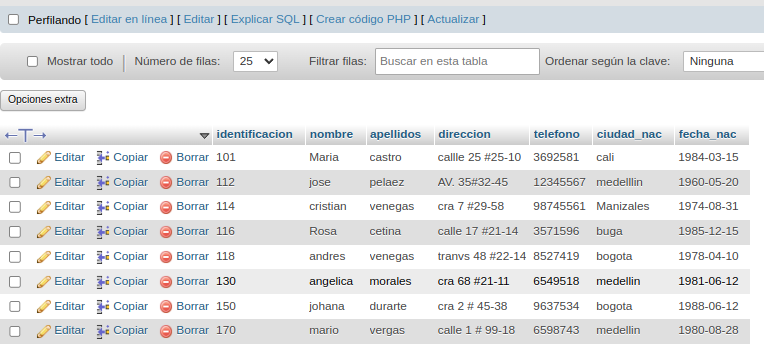 Perfilando [ Editar en línea ] [ Editar ] [ Explicar SQL ] [ Crear código PHP ] [ Actualizar ]
Mostrar todo Número de filas: 25 Filtrar filas: Buscar en esta tabla Ordenar según la clave: Ninguna
Opciones extra
identificacion nombre apellidos direccion telefono ciudad_nac fecha_nac
Editar Copiar Borrar 101 Maria castro callle 25 #25-10 3692581 cali 1984-03-15
Editar Copiar Borrar 112 jose pelaez AV. 35#32-45 12345567 medelllin 1960-05-20
Editar Copiar Borrar 114 cristian venegas cra 7 #29-58 98745561 Manizales 1974-08-31
Editar Copiar Borrar 116 Rosa cetina calle 17 #21-14 3571596 buga 1985-12-15
Editar Copiar Borrar 118 andres venegas tranvs 48 #22-14 8527419 bogota 1978-04-10
Editar Copiar Borrar 130 angelica morales cra 68 #21-11 6549518 medellin 1981-06-12
Editar Copiar Borrar 150 johana durarte cra 2 # 45-38 9637534 bogota 1988-06-12
Editar Copiar Borrar 170 mario vergas calle 1 # 99-18 6598743 medellin 1980-08-28